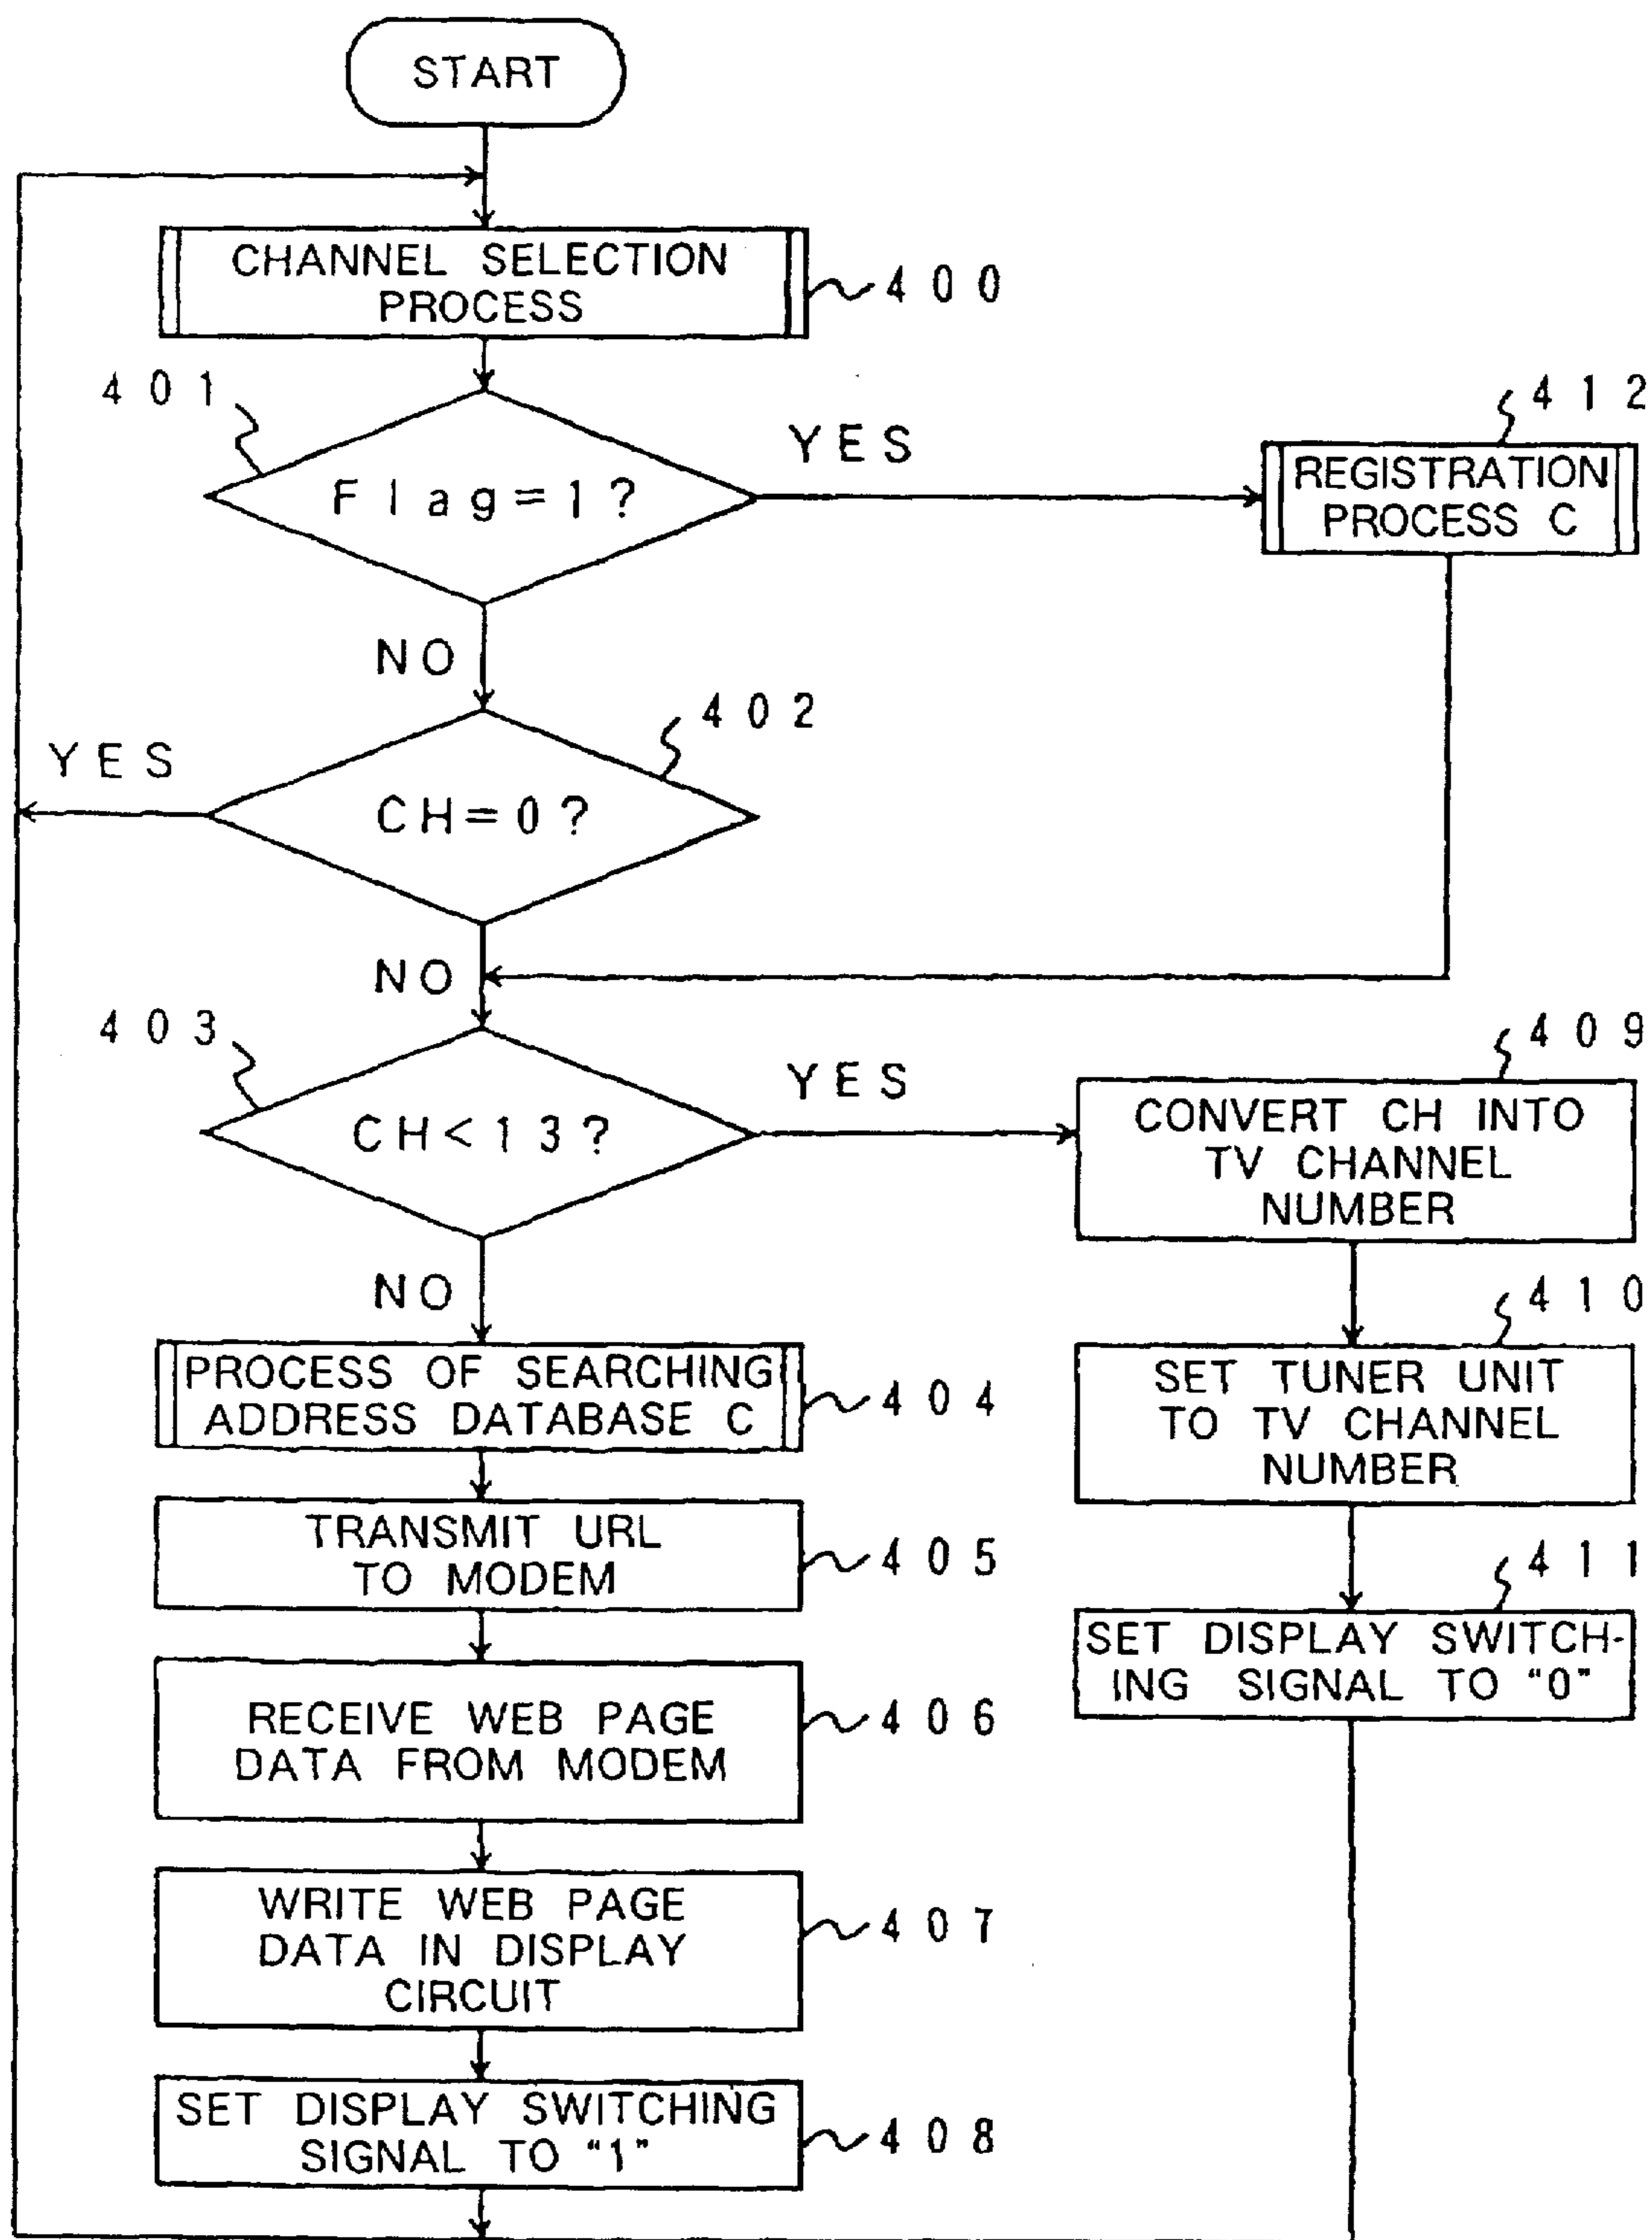 START
CHANNEL SELECTION
PROCESS
400
401
Flag=1?
YES
412
REGISTRATION
PROCESS C
NO
402
YES
CH=0?
NO
403
CH<13?
YES
409
CONVERT CH INTO
TV CHANNEL
NUMBER
NO
410
PROCESS OF SEARCHING
ADDRESS DATABASE C
404
SET TUNER UNIT
TO TV CHANNEL
NUMBER
TRANSMIT URL
TO MODEM
405
411
SET DISPLAY SWITCH-
ING SIGNAL TO "0"
RECEIVE WEB PAGE
DATA FROM MODEM
406
WRITE WEB PAGE
DATA IN DISPLAY
CIRCUIT
407
SET DISPLAY SWITCHING
SIGNAL TO "1"
408